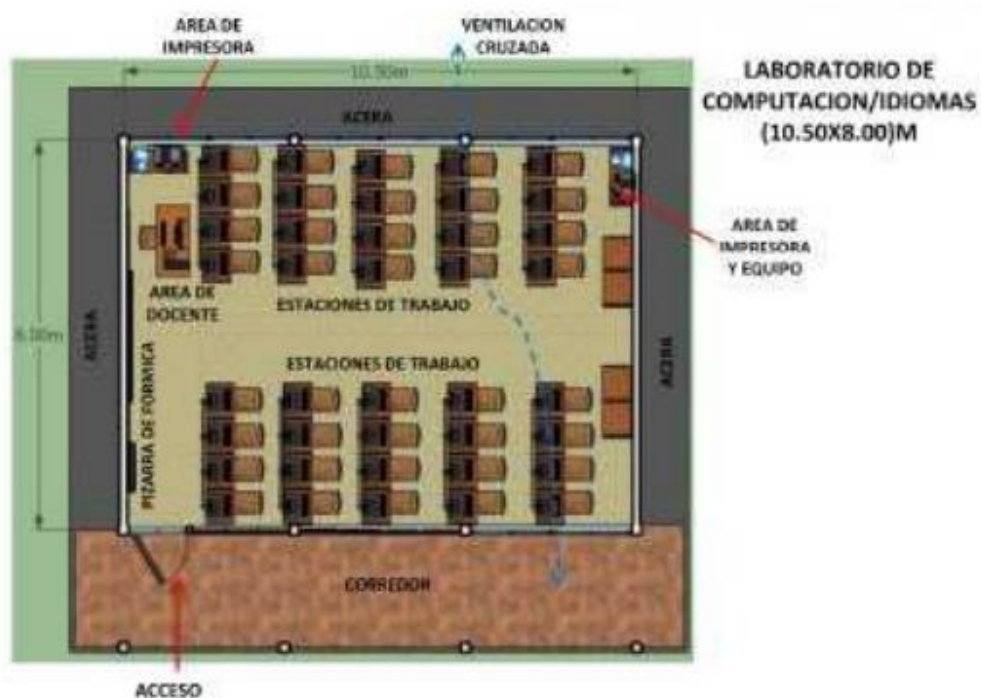 AREA DE
IMPRESORA
VENTILACION
CRUZADA
LABORATORIO DE
COMPUTACION/IDIOMAS
(10.50X8.00)M
10.50m
ACERA
AREA DE
IMPRESORA
Y EQUIPO
AREA DE
DOCENTE
ESTACIONES DE TRABAJO
8.00m
ACERA
ESTACIONES DE TRABAJO
ACERA
PIZARRA DE FORMICA
CORREDOR
ACCESO